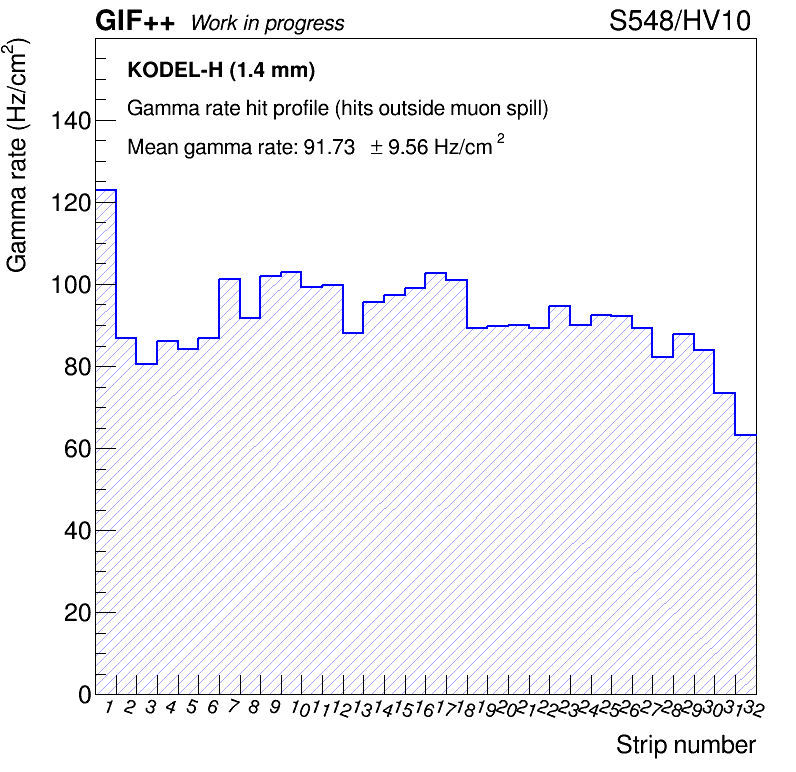 GIF++ Work in progress S548/HV10
Gamma rate (Hz/cm²)
KODEL-H (1.4 mm)
Gamma rate hit profile (hits outside muon spill)
Mean gamma rate: 91.73 ± 9.56 Hz/cm²
140
120
100
80
60
40
20
0
1 2 3 4 5 6 7 8 9 10 11 12 13 14 15 16 17 18 19 20 21 22 23 24 25 26 27 28 29 30 31 32
Strip number